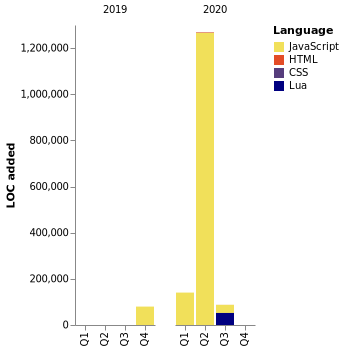 2019 2020
Language
JavaScript
HTML
CSS
Lua
LOC added
1,200,000
1,000,000
800,000
600,000
400,000
200,000
0
Q1 Q2 Q3 Q4 Q1 Q2 Q3 Q4